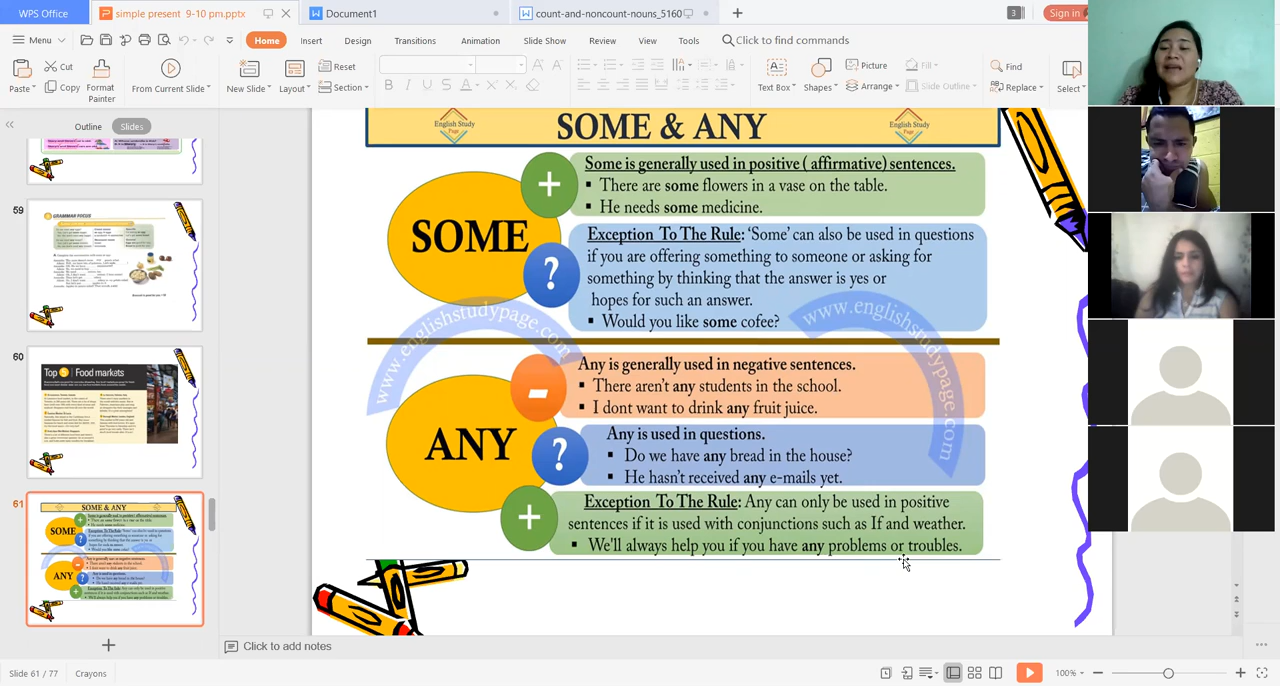 WPS Office
simple present 9-10 pm.pptx
Document1
count-and-noncount-nouns_5160
3
Sign in
Menu
Home
Insert
Design
Transitions
Animation
Slide Show
Review
View
Tools
Click to find commands
Paste
Cut
Copy
Format
Painter
From Current Slide
New Slide
Layout
Reset
Section
B I U S A
Text Box
Shapes
Picture
Fill
Arrange
Slide Outline
Find
Replace
Select
Outline
Slides
59
GRAMMAR FOCUS
60
Top 5 Food markets
61
SOME & ANY
SOME
ANY
English Study
Page
SOME & ANY
English Study
Page
SOME
Some is generally used in positive ( affirmative) sentences.
▪ There are some flowers in a vase on the table.
▪ He needs some medicine.
Exception To The Rule: ‘Some’ can also be used in questions
if you are offering something to someone or asking for
something by thinking that the answer is yes or
hopes for such an answer.
▪ Would you like some cofee?
www.englishstudypage.com
www.englishstudypage.com
ANY
Any is generally used in negative sentences.
▪ There aren’t any students in the school.
▪ I dont want to drink any fruit juice.
Any is used in questions.
▪ Do we have any bread in the house?
▪ He hasn’t received any e-mails yet.
Exception To The Rule: Any can only be used in positive
sentences if it is used with conjunctions such as If and weather.
▪ We’ll always help you if you have any problems or troubles.
Click to add notes
Slide 61 / 77
Crayons
100%